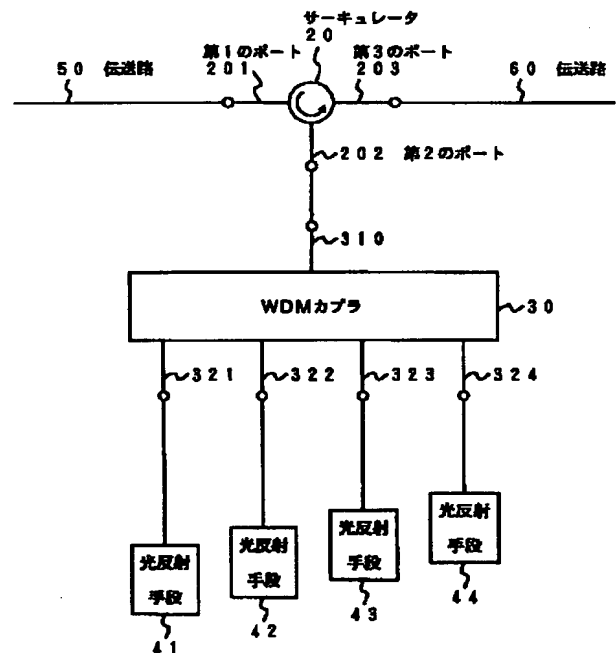 サーキュレータ
20
第1のポート
第3のポート
50 伝送路
201
203
60 伝送路
202 第2のポート
310
WDMカプラ
30
321
322
323
324
光反射
手段
光反射
手段
光反射
手段
光反射
手段
41
42
43
44